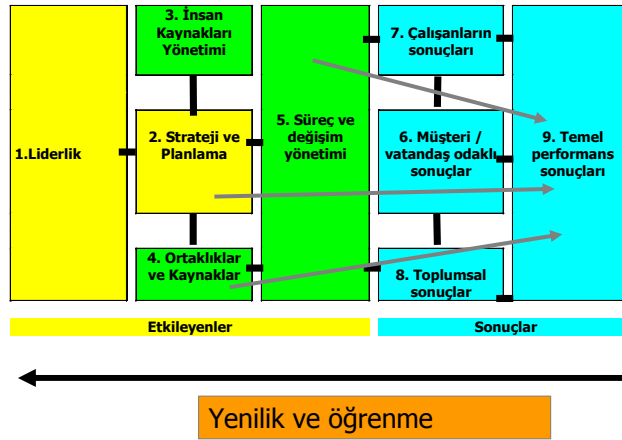 3. İnsan
Kaynakları
Yönetimi
7. Çalışanların
sonuçları
1.Liderlik
2. Strateji ve
Planlama
5. Süreç ve
değişim
yönetimi
6. Müşteri /
vatandaş odaklı
sonuçlar
9. Temel
performans
sonuçları
4. Ortaklıklar
ve Kaynaklar
8. Toplumsal
sonuçlar
Etkileyenler
Sonuçlar
Yenilik ve öğrenme